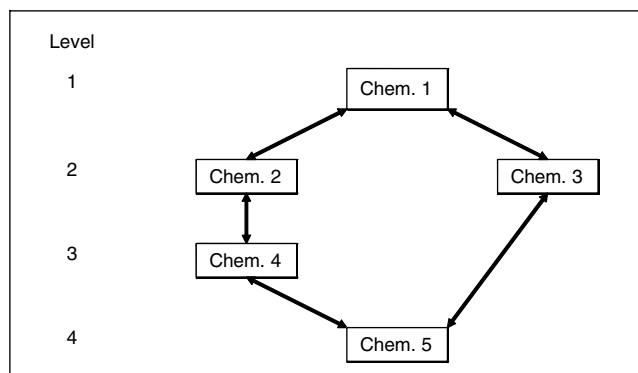 Level
1
Chem. 1
2
Chem. 2
Chem. 3
3
Chem. 4
4
Chem. 5